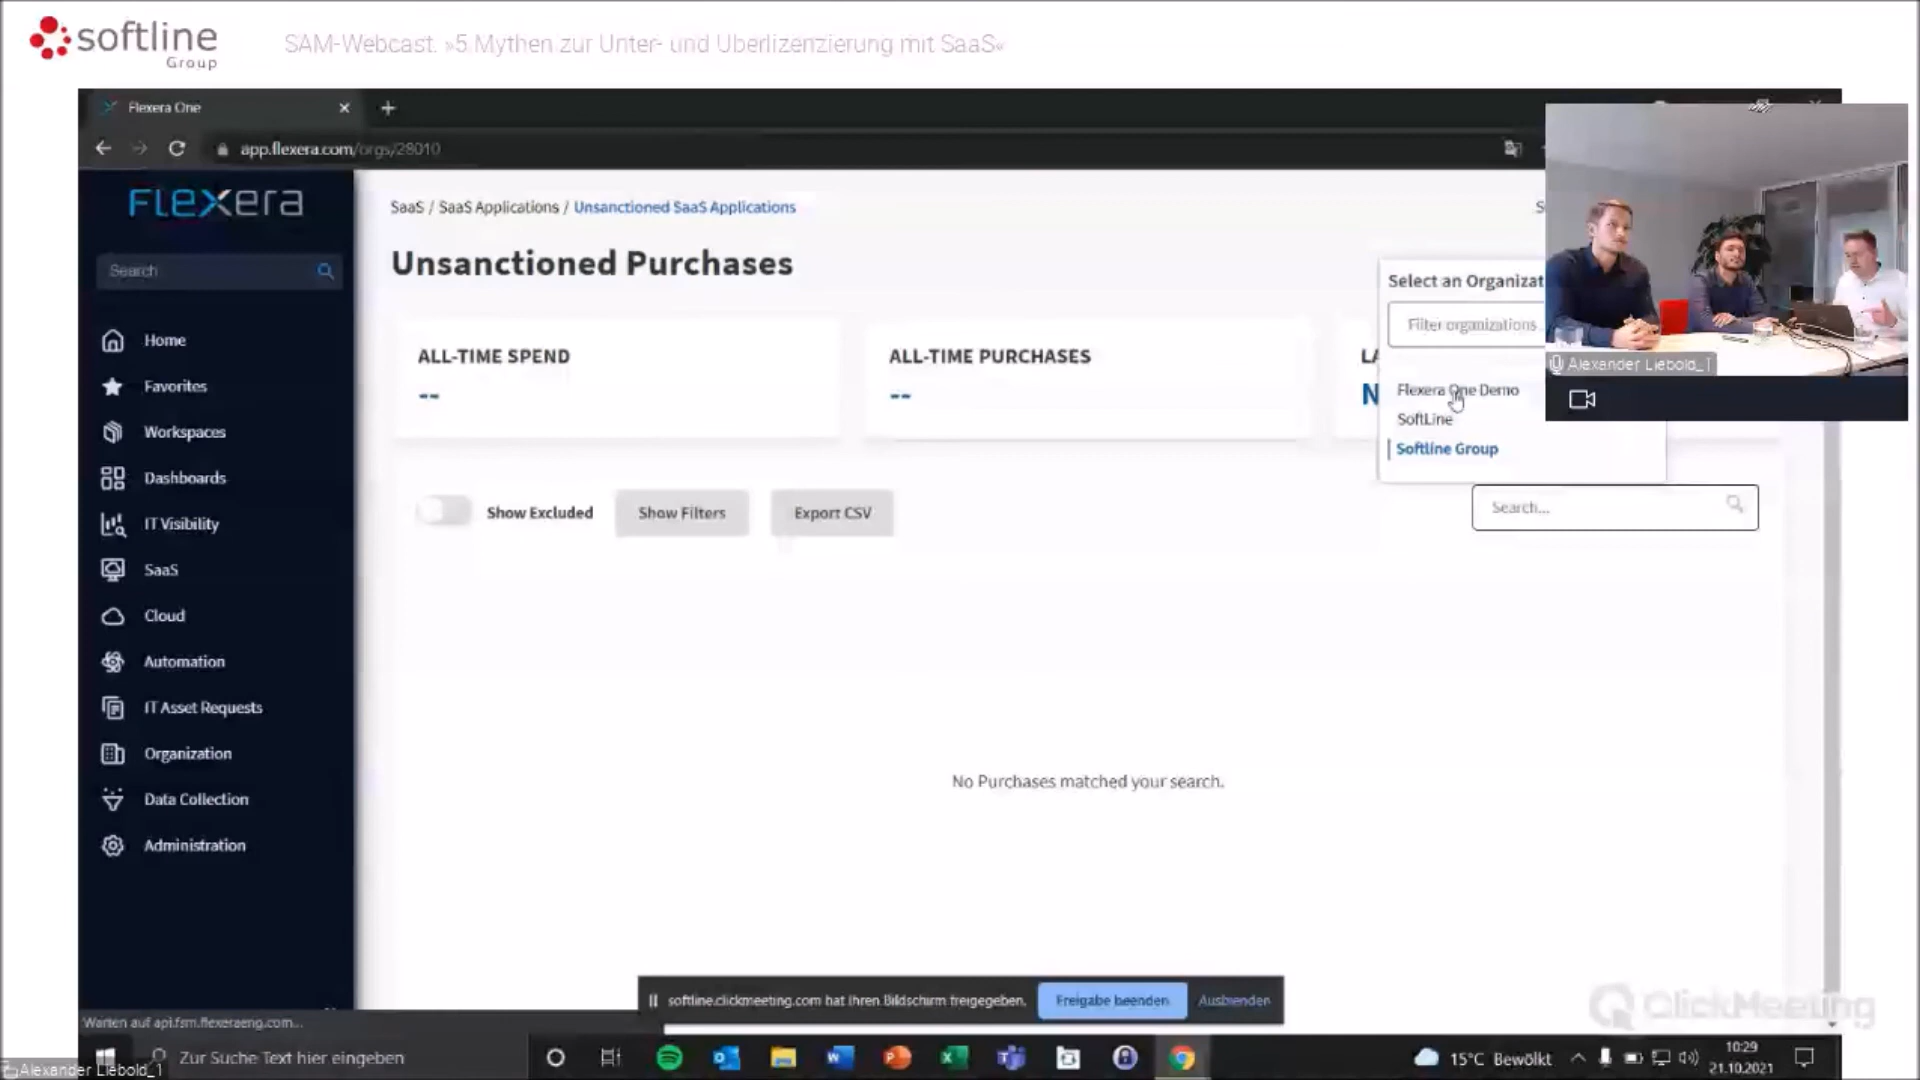 softline
Group
SAM-Webcast. »5 Mythen zur Unter- und Uberlizenzierung mit SaaS«
Flexera One
app.flexera.com/orgs/28010
FLexera
Search
Home
Favorites
Workspaces
Dashboards
IT Visibility
SaaS
Cloud
Automation
IT Asset Requests
Organization
Data Collection
Administration
SaaS / SaaS Applications / Unsanctioned SaaS Applications
Unsanctioned Purchases
ALL-TIME SPEND
--
ALL-TIME PURCHASES
--
LA
N
Select an Organizat
Filter organizations
Flexera One Demo
SoftLine
Softline Group
Alexander Liebold_1
Show Excluded
Show Filters
Export CSV
Search...
No Purchases matched your search.
softline.clickmeeting.com hat Ihren Bildschirm freigegeben.
Freigabe beenden
Ausblenden
ClickMeeting
Warten auf api.fsm.flexeraeng.com...
Zur Suche Text hier eingeben
15°C Bewölkt
10:29
21.10.2021
Alexander Liebold_1